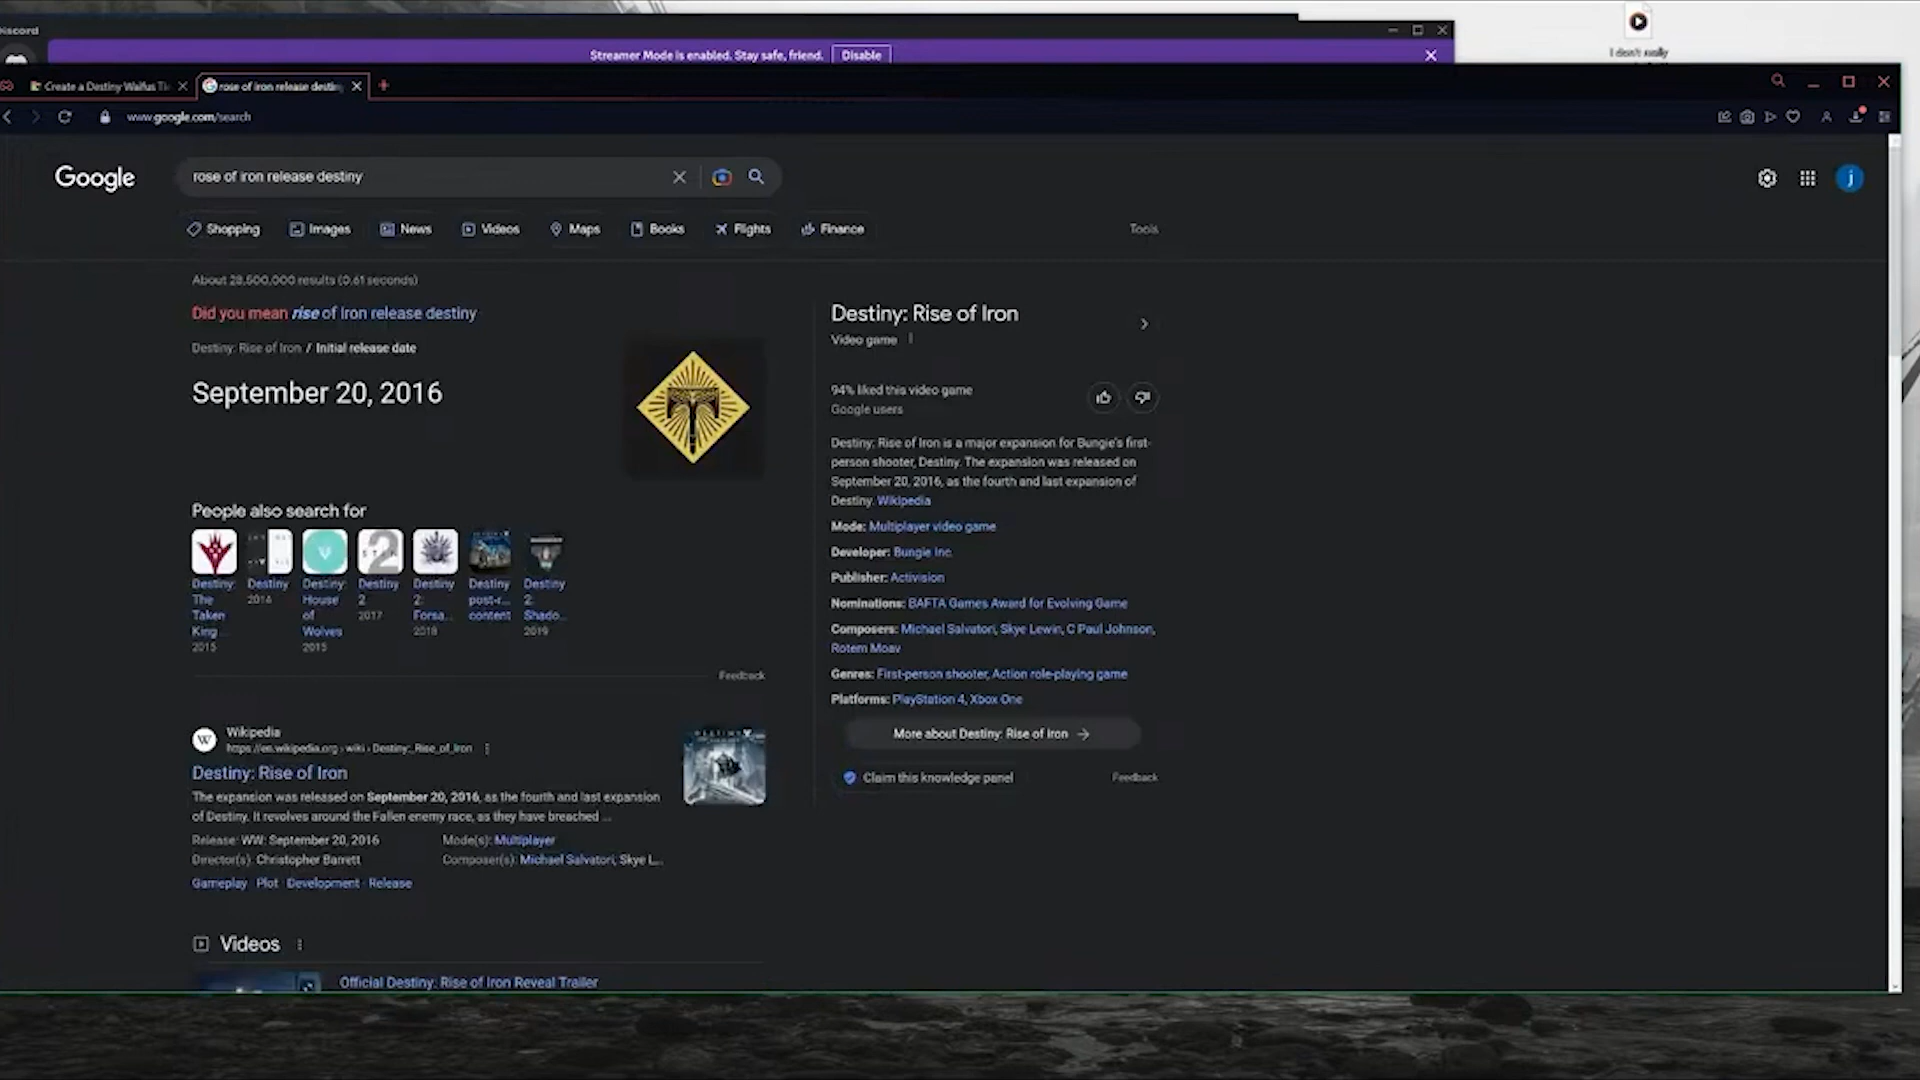 Streamer Mode is enabled. Stay safe, friend. Disable
I don't really
Create a Destiny Waifus Ti
rose of iron release destiny
www.google.com/search
Google
rose of iron release destiny
Shopping Images News Videos Maps Books Flights Finance Tools
j
About 28,500,000 results (0.61 seconds)
Did you mean rise of iron release destiny
Destiny: Rise of Iron / Initial release date
September 20, 2016
People also search for
Destiny: The Taken King... 2015
Destiny 2014
Destiny: House of Wolves 2015
Destiny 2 2017
Destiny 2: Forsa... 2018
Destiny post-r... content
Destiny 2: Shado... 2019
Feedback
Wikipedia
https://en.wikipedia.org › wiki › Destiny:_Rise_of_Iron
Destiny: Rise of Iron
The expansion was released on September 20, 2016, as the fourth and last expansion
of Destiny. It revolves around the Fallen enemy race, as they have breached ...
Release: WW: September 20, 2016 Mode(s): Multiplayer
Director(s): Christopher Barrett Composer(s): Michael Salvatori, Skye L...
Gameplay · Plot · Development · Release
Videos
Official Destiny: Rise of Iron Reveal Trailer
Destiny: Rise of Iron
Video game
94% liked this video game
Google users
Destiny: Rise of Iron is a major expansion for Bungie's first-
person shooter, Destiny. The expansion was released on
September 20, 2016, as the fourth and last expansion of
Destiny. Wikipedia
Mode: Multiplayer video game
Developer: Bungie Inc.
Publisher: Activision
Nominations: BAFTA Games Award for Evolving Game
Composers: Michael Salvatori, Skye Lewin, C Paul Johnson,
Rotem Moav
Genres: First-person shooter, Action role-playing game
Platforms: PlayStation 4, Xbox One
More about Destiny: Rise of Iron →
Claim this knowledge panel Feedback